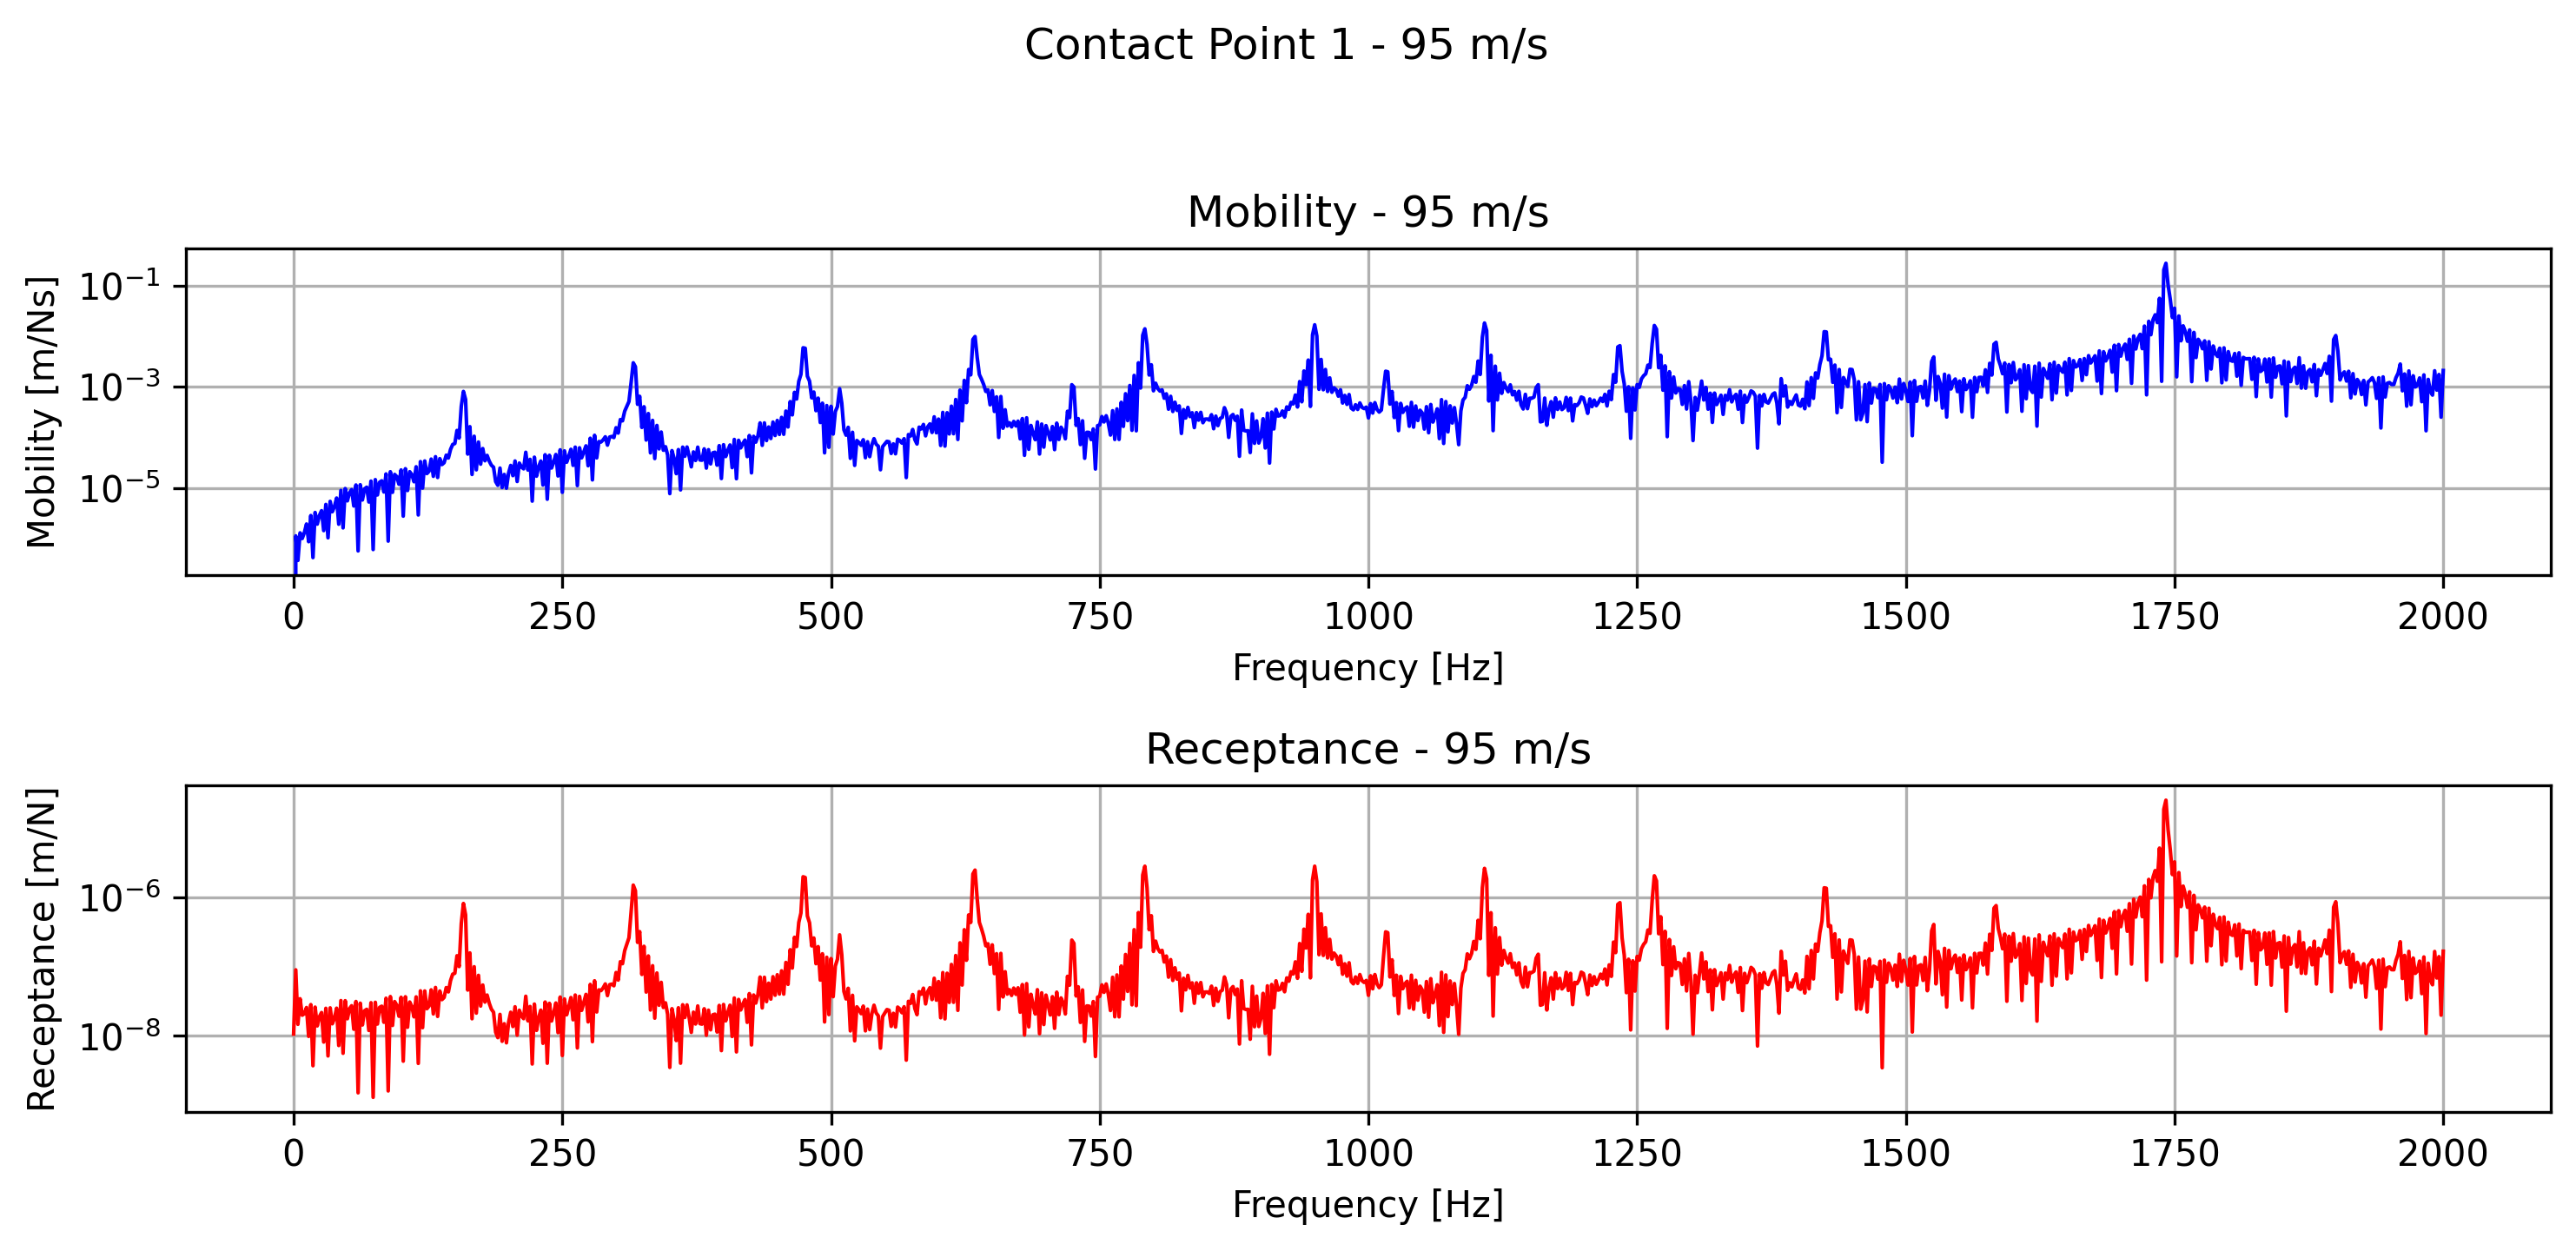 Contact Point 1 - 95 m/s
Mobility - 95 m/s
Mobility [m/Ns]
10⁻¹
10⁻³
10⁻⁵
0 250 500 750 1000 1250 1500 1750 2000
Frequency [Hz]
Receptance - 95 m/s
Receptance [m/N]
10⁻⁶
10⁻⁸
0 250 500 750 1000 1250 1500 1750 2000
Frequency [Hz]